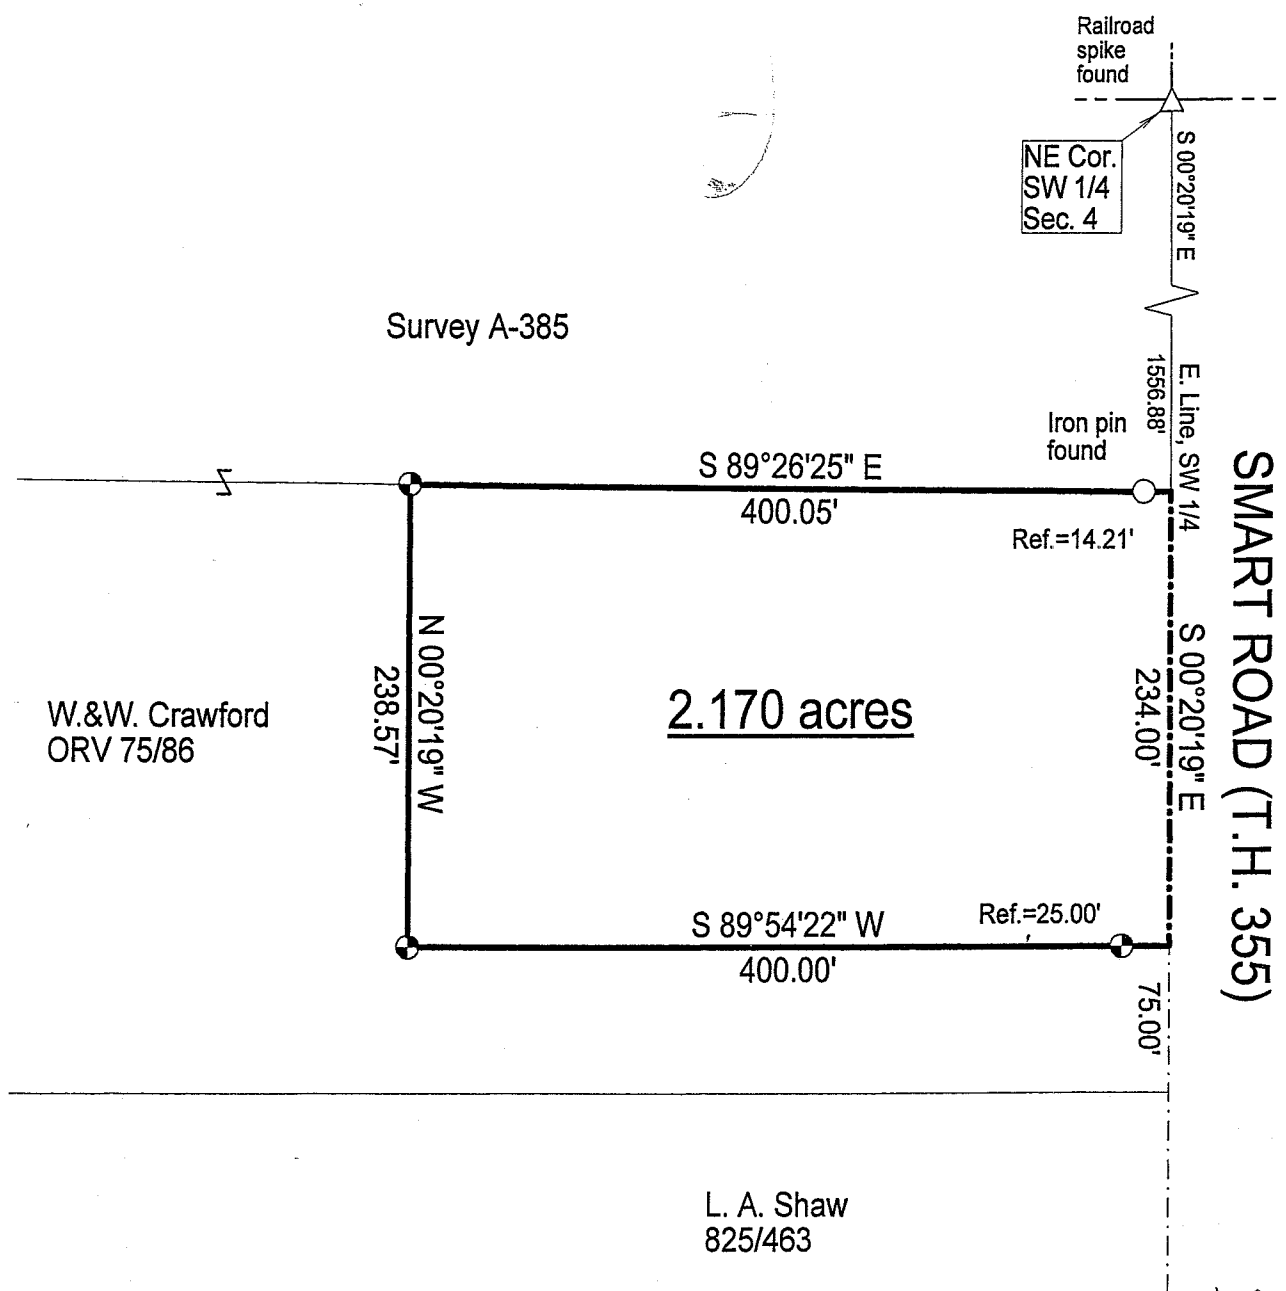 Railroad
spike
found
NE Cor.
SW 1/4
Sec. 4
S 00°20'19" E
Survey A-385
1556.88'
E. Line, SW 1/4
Iron pin
found
S 89°26'25" E
400.05'
Ref.=14.21'
SMART ROAD (T.H. 355)
N 00°20'19" W
238.57'
S 00°20'19" E
234.00'
W.&W. Crawford
ORV 75/86
2.170 acres
S 89°54'22" W
400.00'
Ref.=25.00'
75.00'
L. A. Shaw
825/463